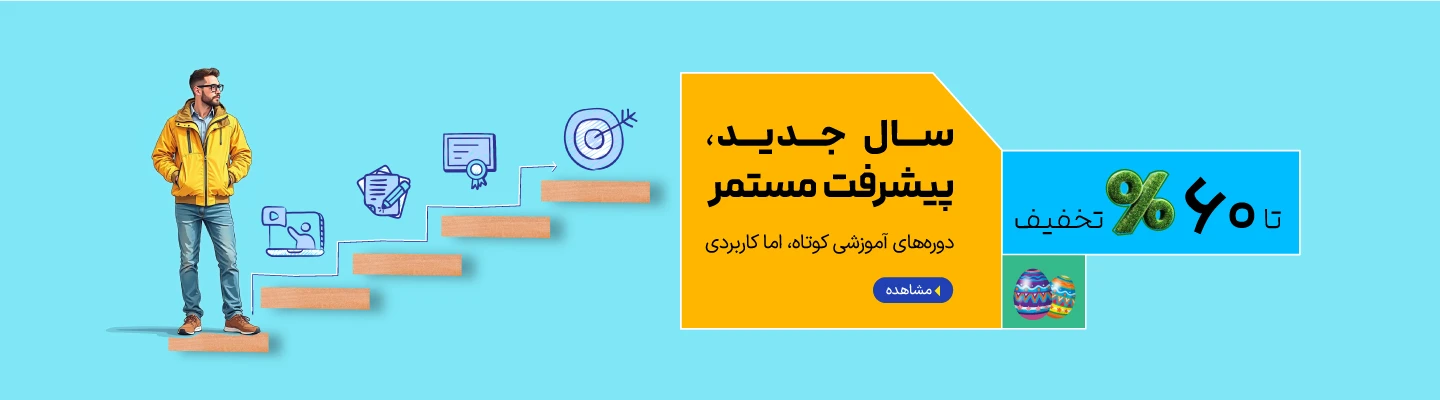 سال جدید،
پیشرفت مستمر
دوره‌های آموزشی کوتاه، اما کاربردی
مشاهده
تا ۶۰% تخفیف